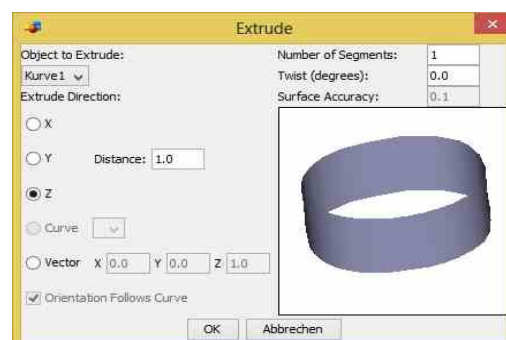 Extrude
Object to Extrude:
Kurve1
Extrude Direction:
X
Y Distance: 1.0
Z
Curve
Vector X 0.0 Y 0.0 Z 1.0
Orientation Follows Curve
Number of Segments: 1
Twist (degrees): 0.0
Surface Accuracy: 0.1
OK Abbrechen